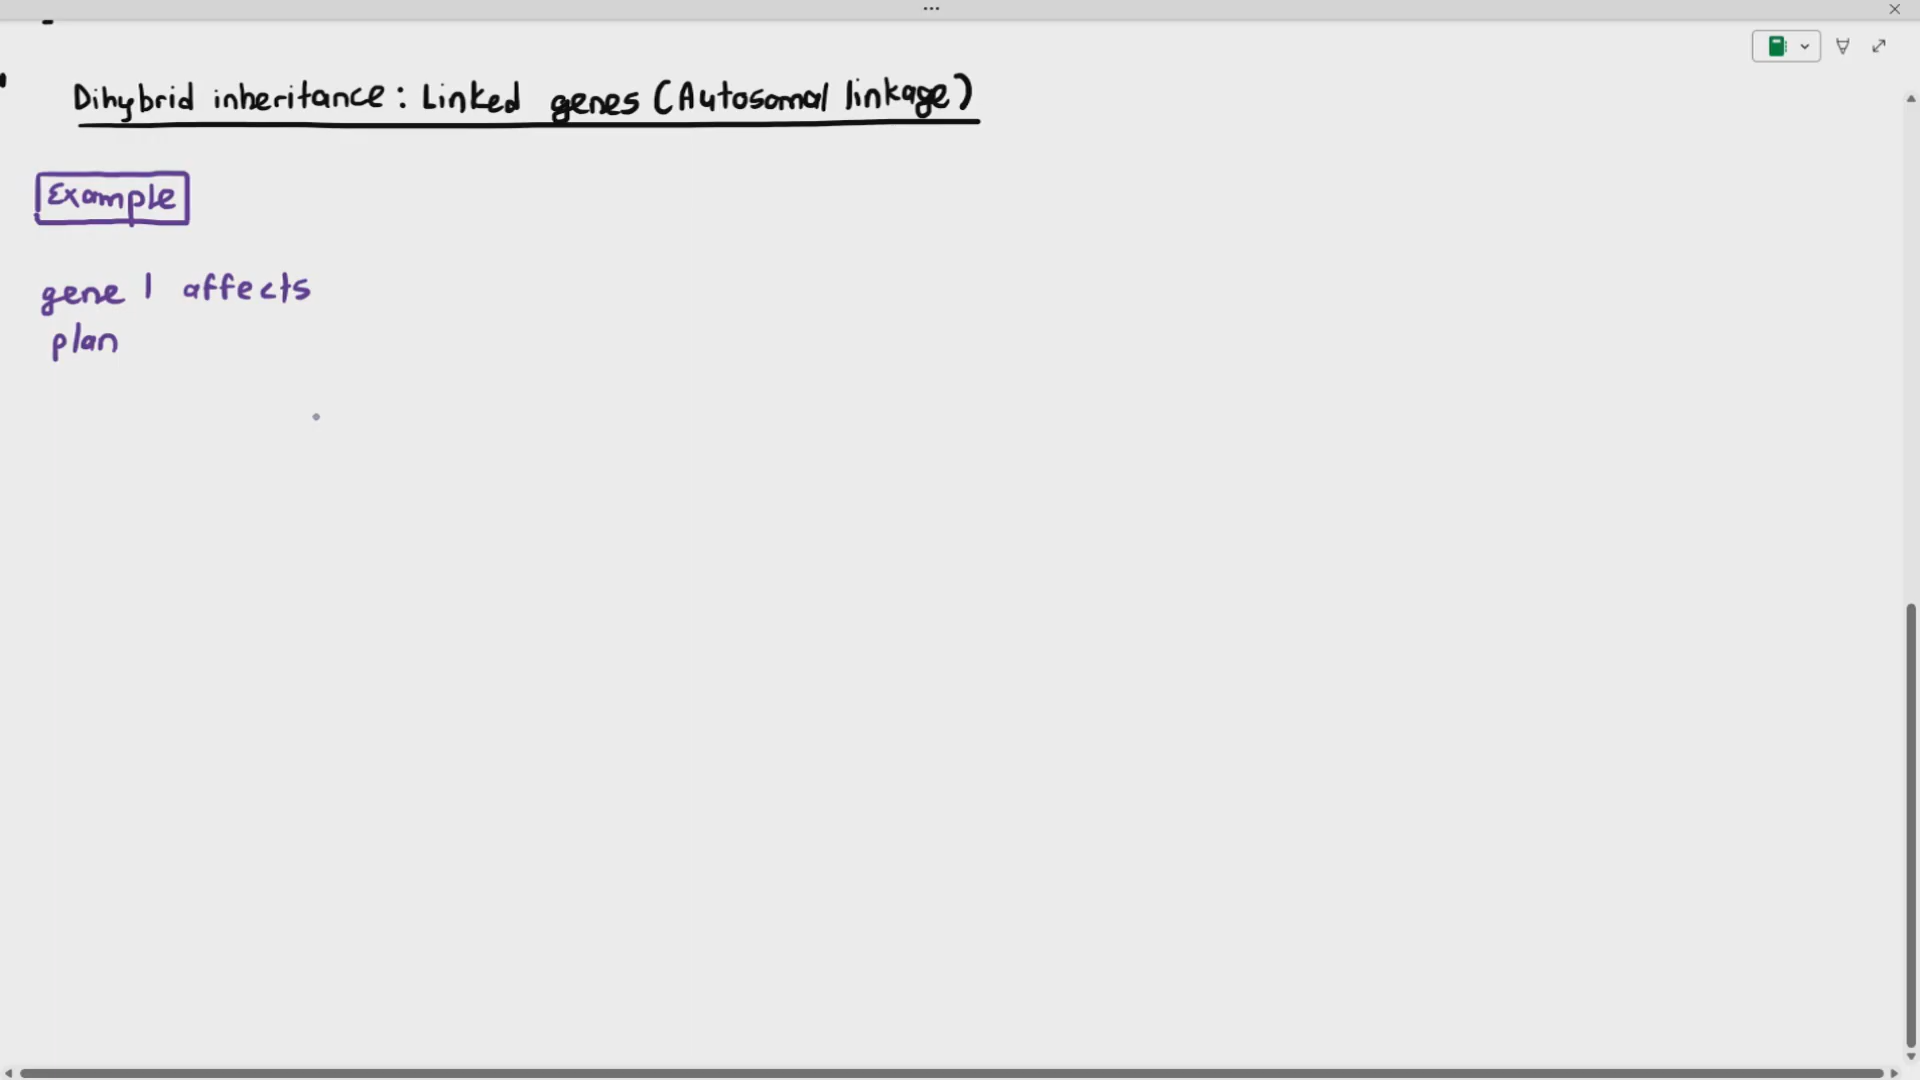 Dihybrid inheritance: Linked genes (Autosomal linkage)
Example
gene 1 affects
plan